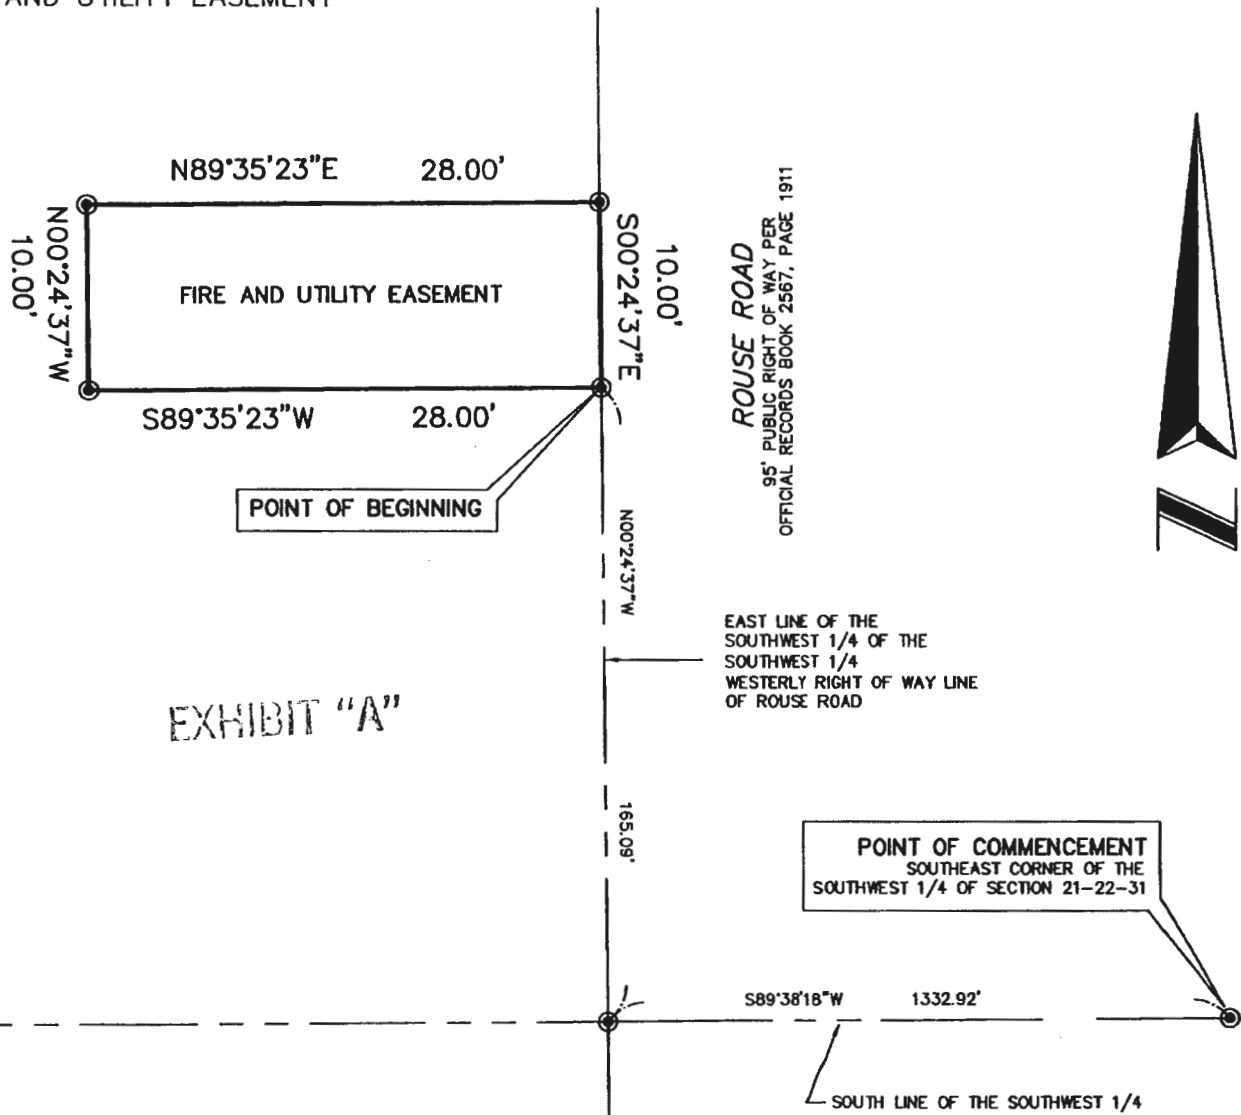 AND UTILITY EASEMENT
N89°35'23"E 28.00'
N00°24'37"W
10.00'
FIRE AND UTILITY EASEMENT
S00°24'37"E
10.00'
S89°35'23"W 28.00'
POINT OF BEGINNING
ROUSE ROAD
95' PUBLIC RIGHT OF WAY PER
OFFICIAL RECORDS BOOK 2567, PAGE 1911
N
N00°24'37"W
EAST LINE OF THE
SOUTHWEST 1/4 OF THE
SOUTHWEST 1/4
WESTERLY RIGHT OF WAY LINE
OF ROUSE ROAD
EXHIBIT "A"
165.09'
POINT OF COMMENCEMENT
SOUTHEAST CORNER OF THE
SOUTHWEST 1/4 OF SECTION 21-22-31
S89°38'18"W 1332.92'
SOUTH LINE OF THE SOUTHWEST 1/4